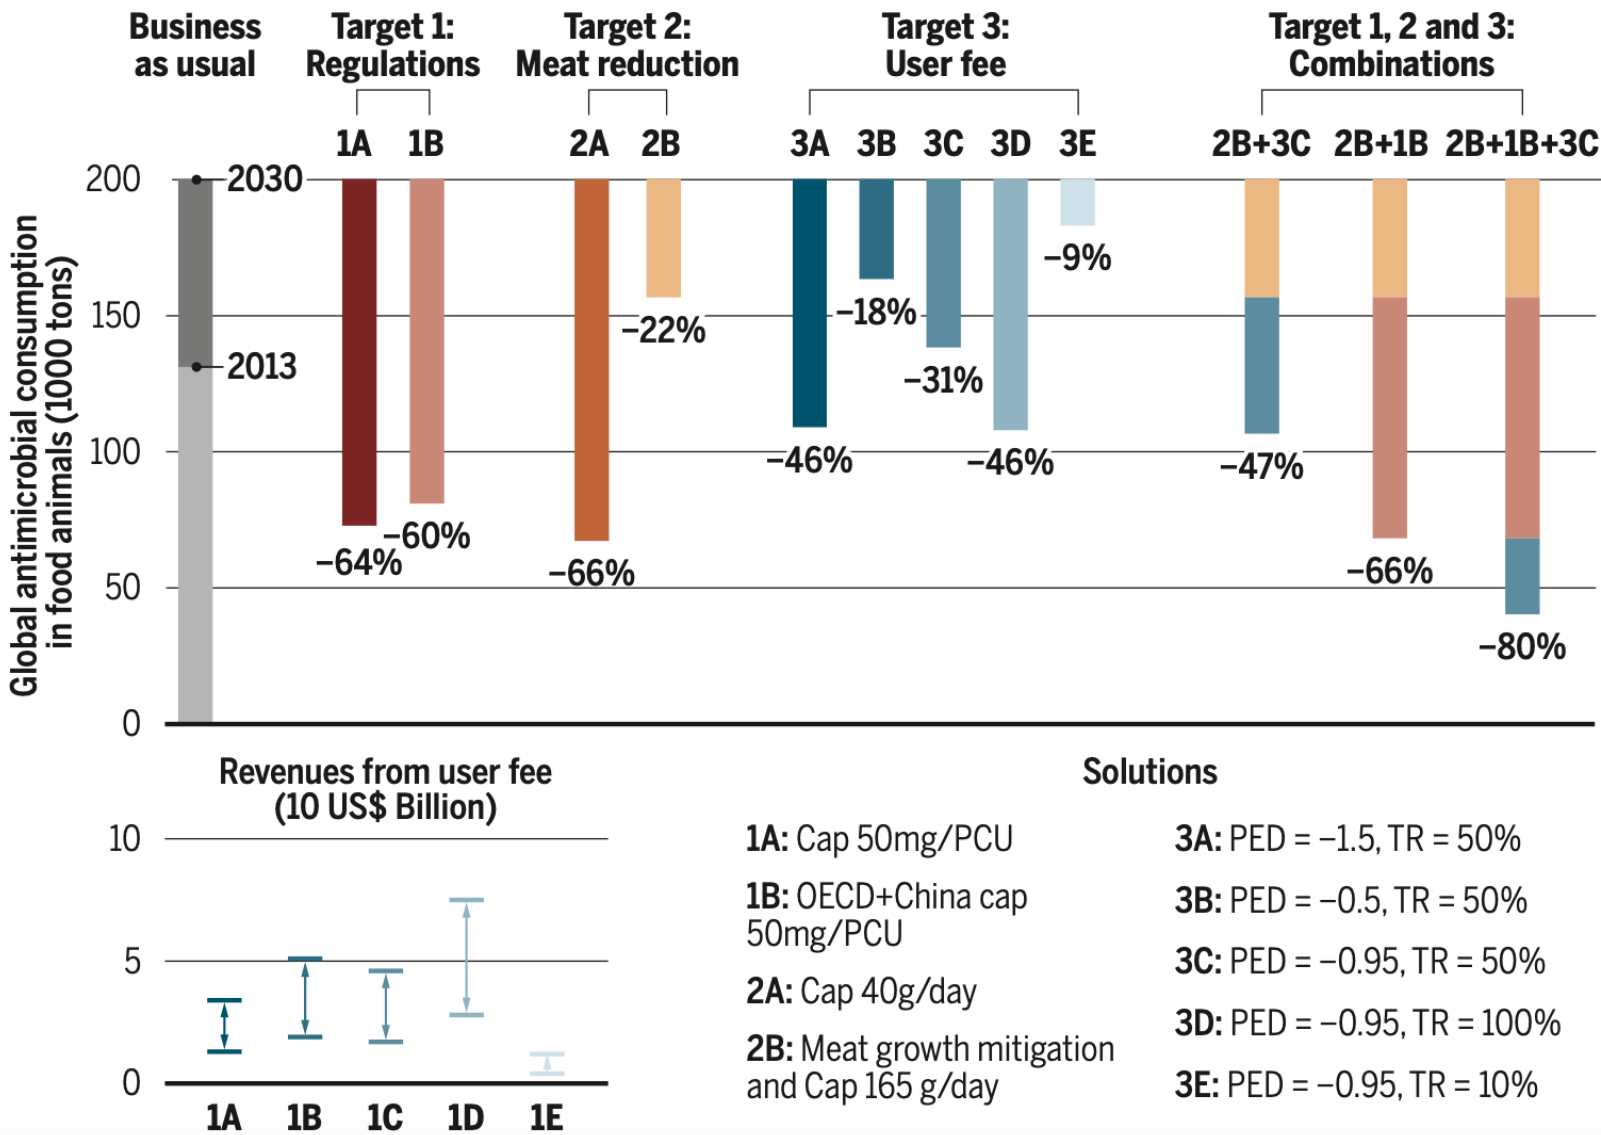 Business
as usual
Target 1:
Regulations
Target 2:
Meat reduction
Target 3:
User fee
Target 1, 2 and 3:
Combinations
1A
1B
2A
2B
3A
3B
3C
3D
3E
2B+3C
2B+1B
2B+1B+3C
Global antimicrobial consumption
in food animals (1000 tons)
200
150
100
50
0
2030
2013
−64%
−60%
−66%
−22%
−46%
−18%
−31%
−46%
−9%
−47%
−66%
−80%
Revenues from user fee
(10 US$ Billion)
10
5
0
1A
1B
1C
1D
1E
Solutions
1A: Cap 50mg/PCU
1B: OECD+China cap
50mg/PCU
2A: Cap 40g/day
2B: Meat growth mitigation
and Cap 165 g/day
3A: PED = −1.5, TR = 50%
3B: PED = −0.5, TR = 50%
3C: PED = −0.95, TR = 50%
3D: PED = −0.95, TR = 100%
3E: PED = −0.95, TR = 10%